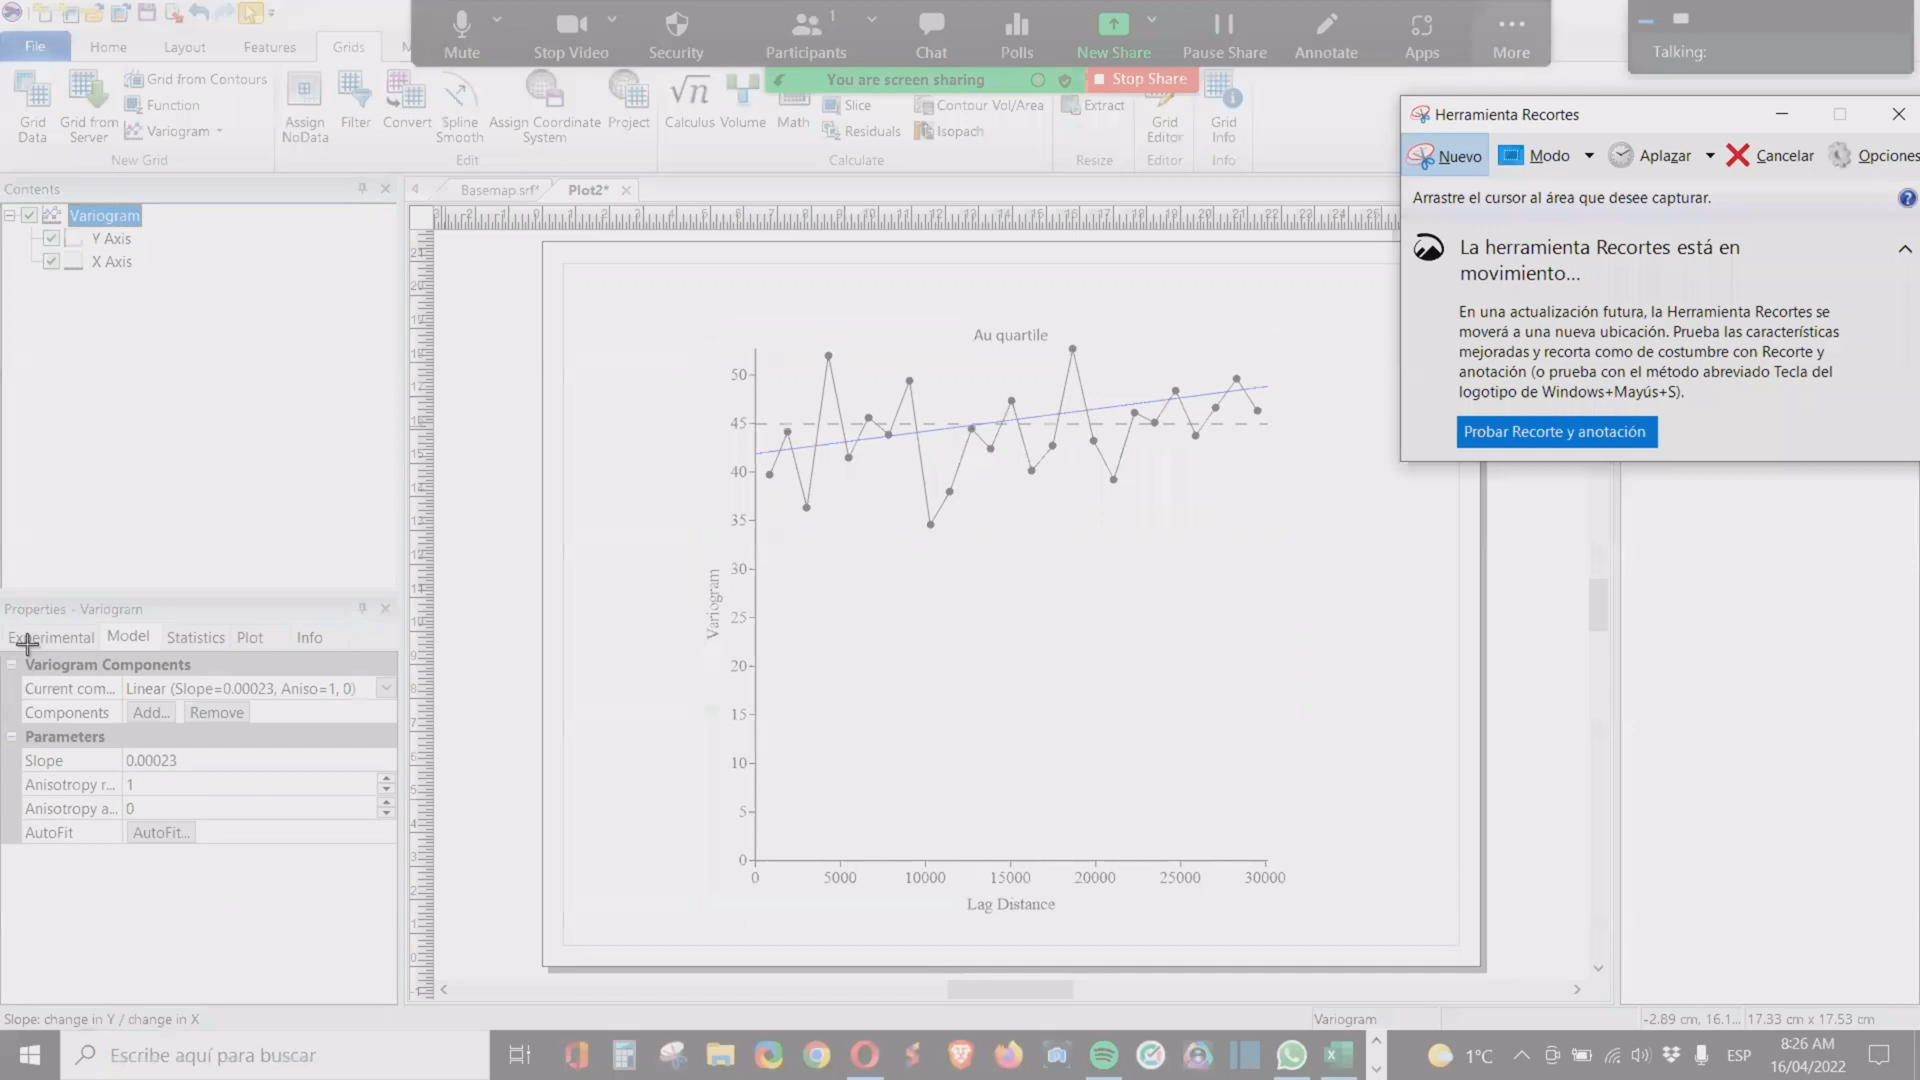 Mute
Stop Video
Security
1
Participants
Chat
Polls
New Share
Pause Share
Annotate
Apps
More
Talking:
You are screen sharing
Stop Share
File
Home
Layout
Features
Grids
Grid Data
Grid from Server
Grid from Contours
Function
Variogram
New Grid
Assign NoData
Filter
Convert
Spline Smooth
Assign Coordinate System
Project
Edit
Calculus
Volume
Math
Slice
Residuals
Contour Vol/Area
Isopach
Calculate
Extract
Resize
Grid Editor
Editor
Grid Info
Info
Herramienta Recortes
Nuevo
Modo
Aplazar
Cancelar
Opciones
Arrastre el cursor al área que desee capturar.
La herramienta Recortes está en
movimiento...
En una actualización futura, la Herramienta Recortes se
moverá a una nueva ubicación. Prueba las características
mejoradas y recorta como de costumbre con Recorte y
anotación (o prueba con el método abreviado Tecla del
logotipo de Windows+Mayús+S).
Probar Recorte y anotación
Contents
Variogram
Y Axis
X Axis
Basemap.srf*
Plot2*
Au quartile
50
45
40
35
30
25
20
15
10
5
0
Variogram
0 5000 10000 15000 20000 25000 30000
Lag Distance
Properties - Variogram
Experimental Model Statistics Plot Info
Variogram Components
Current com... Linear (Slope=0.00023, Aniso=1, 0)
Components Add... Remove
Parameters
Slope 0.00023
Anisotropy r... 1
Anisotropy a... 0
AutoFit AutoFit...
Slope: change in Y / change in X
Variogram
-2.89 cm, 16.1...
17.33 cm x 17.53 cm
Escribe aquí para buscar
1°C
ESP
8:26 AM
16/04/2022